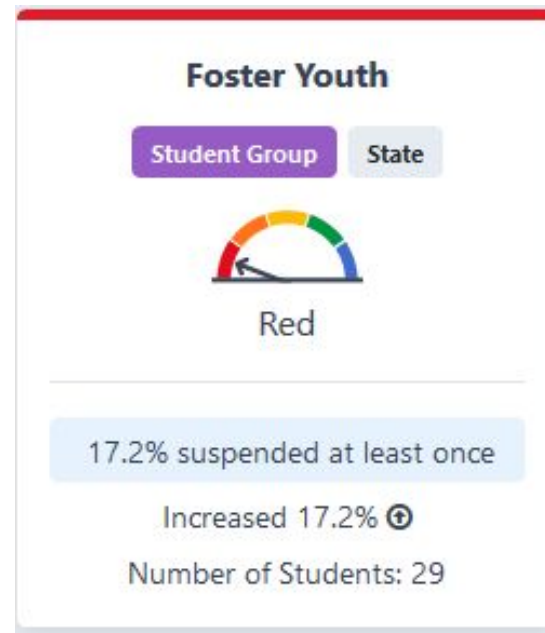 Foster Youth
Student Group State
Red
17.2% suspended at least once
Increased 17.2%
Number of Students: 29